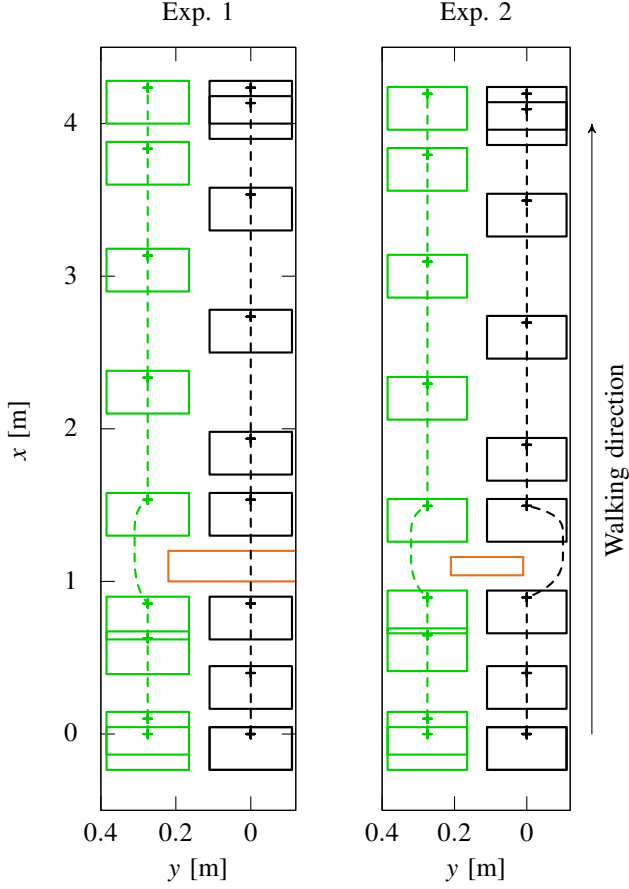 Exp. 1
Exp. 2
4
3
2
1
0
x [m]
Walking direction
0.4 0.2 0
0.4 0.2 0
y [m]
y [m]